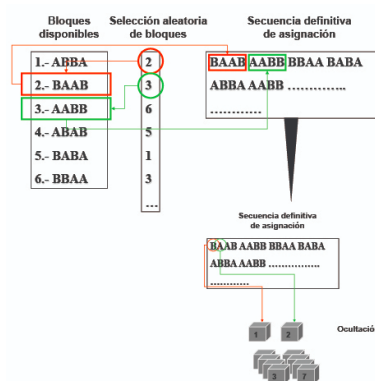 Bloques disponibles
1.- ABBA
2.- BAAB
3.- AABB
4.- ABAB
5.- BABA
6.- BBAA
Selección aleatoria de bloques
2
3
6
5
1
3
...
Secuencia definitiva de asignación
BAAB AABB BBAA BABA
ABBA AABB ..............
............
Secuencia definitiva de asignación
BAAB AABB BBAA BABA
ABBA AABB ................
............
1
2
Ocultació
3
7